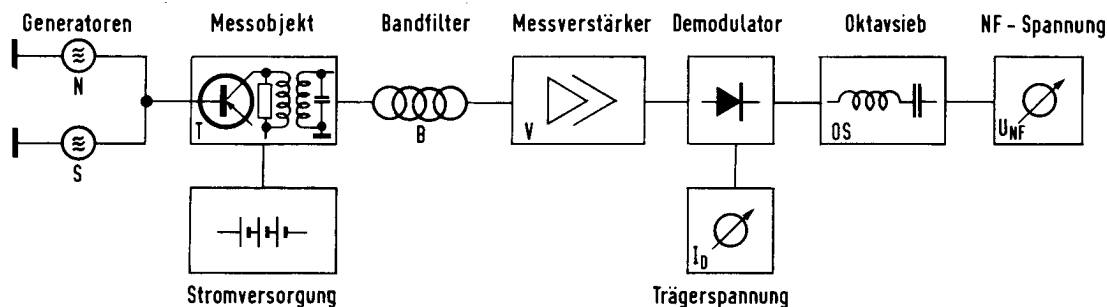 Generatoren
Messobjekt
Bandfilter
Messverstärker
Demodulator
Oktavsieb
NF - Spannung
N
S
T
B
V
OS
U_NF
I_D
Stromversorgung
Trägerspannung